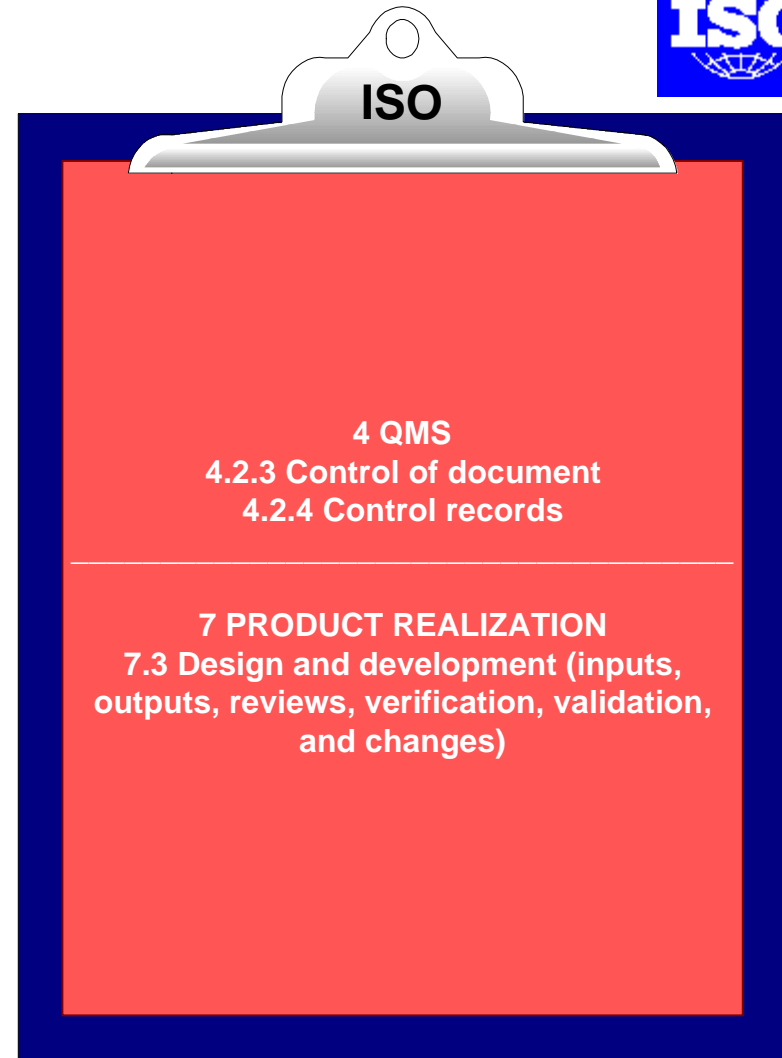 ISO
ISO
4 QMS
4.2.3 Control of document
4.2.4 Control records
7 PRODUCT REALIZATION
7.3 Design and development (inputs,
outputs, reviews, verification, validation,
and changes)